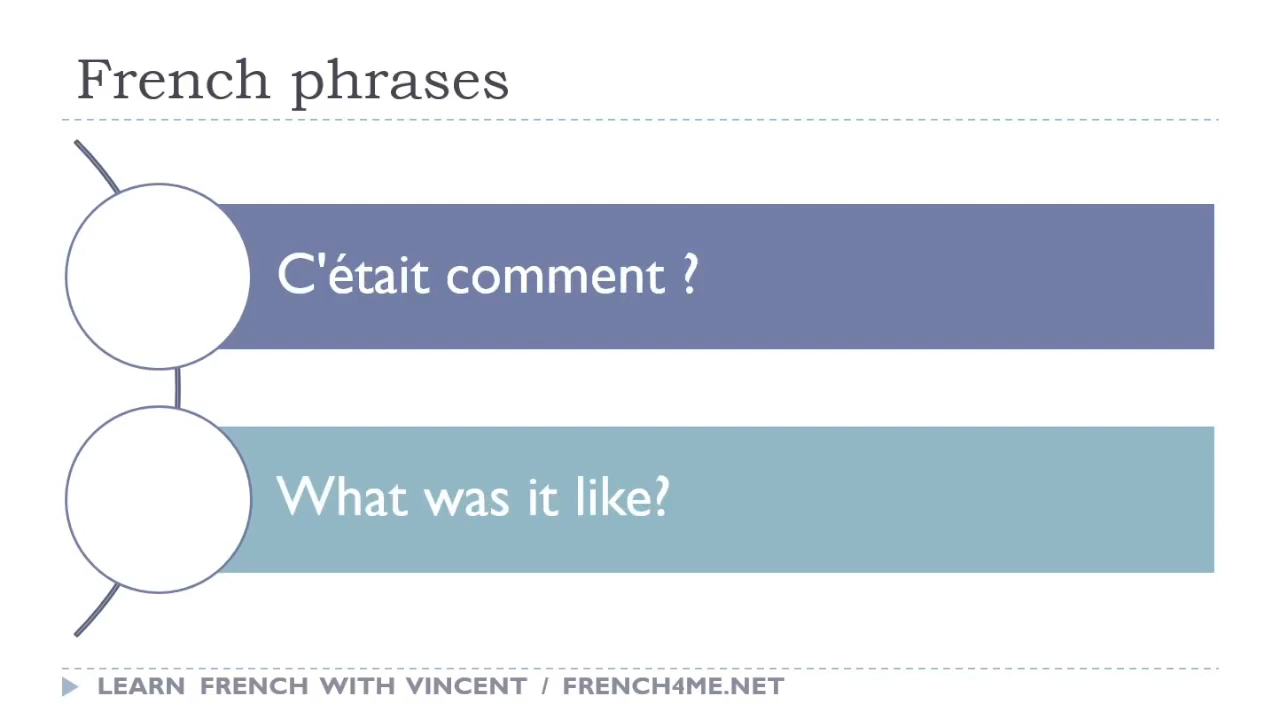 French phrases
C'était comment ?
What was it like?
LEARN FRENCH WITH VINCENT / FRENCH4ME.NET